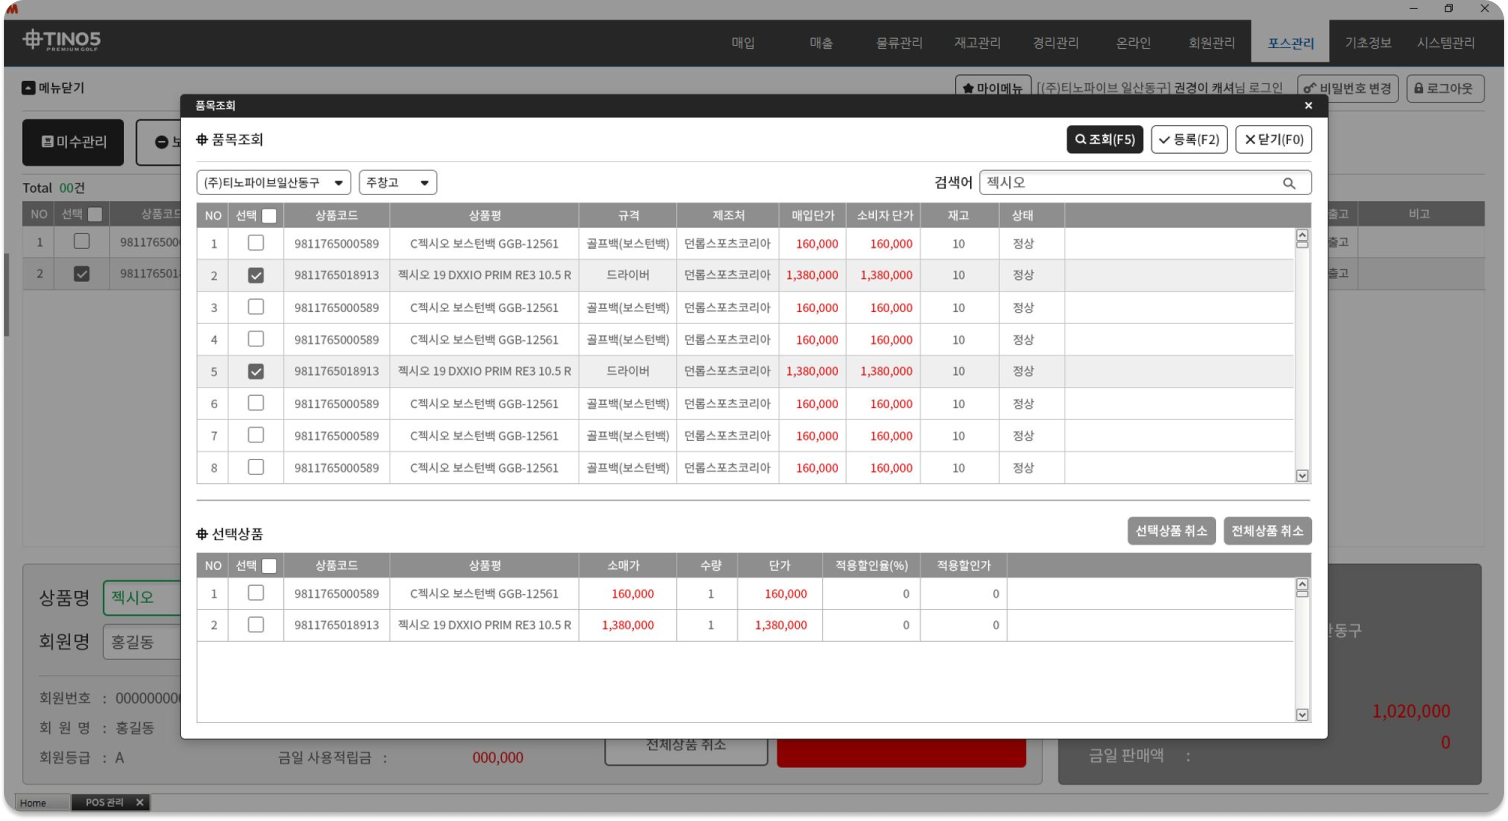 TINO5
PREMIUM GOLF
매입 매출 물류관리 재고관리 경리관리 온라인 회원관리 포스관리 기초정보 시스템관리
메뉴닫기
마이메뉴 [(주)티노파이브 일산동구] 권경이 캐셔님 로그인 비밀번호 변경 로그아웃
미수관리
Total 00건
NO 선택
출고 비고
1 98117650
출고
2 981176501
출고
품목조회
품목조회 조회(F5) 등록(F2) 닫기(F0)
(주)티노파이브일산동구 주창고 검색어 젝시오
NO 선택 상품코드 상품평 규격 제조처 매입단가 소비자 단가 재고 상태
1 9811765000589 C젝시오 보스턴백 GGB-12561 골프백(보스턴백) 던롭스포츠코리아 160,000 160,000 10 정상
2 9811765018913 젝시오 19 DXXIO PRIM RE3 10.5 R 드라이버 던롭스포츠코리아 1,380,000 1,380,000 10 정상
3 9811765000589 C젝시오 보스턴백 GGB-12561 골프백(보스턴백) 던롭스포츠코리아 160,000 160,000 10 정상
4 9811765000589 C젝시오 보스턴백 GGB-12561 골프백(보스턴백) 던롭스포츠코리아 160,000 160,000 10 정상
5 9811765018913 젝시오 19 DXXIO PRIM RE3 10.5 R 드라이버 던롭스포츠코리아 1,380,000 1,380,000 10 정상
6 9811765000589 C젝시오 보스턴백 GGB-12561 골프백(보스턴백) 던롭스포츠코리아 160,000 160,000 10 정상
7 9811765000589 C젝시오 보스턴백 GGB-12561 골프백(보스턴백) 던롭스포츠코리아 160,000 160,000 10 정상
8 9811765000589 C젝시오 보스턴백 GGB-12561 골프백(보스턴백) 던롭스포츠코리아 160,000 160,000 10 정상
선택상품 선택상품 취소 전체상품 취소
NO 선택 상품코드 상품평 소매가 수량 단가 적용할인율(%) 적용할인가
1 9811765000589 C젝시오 보스턴백 GGB-12561 160,000 1 160,000 0 0
2 9811765018913 젝시오 19 DXXIO PRIM RE3 10.5 R 1,380,000 1 1,380,000 0 0
상품명 젝시오
회원명 홍길동
동구
회원번호 : 000000000
1,020,000
회 원 명 : 홍길동
0
전체상품 취소
회원등급 : A 금일 사용적립금 : 000,000
금일 판매액 :
Home POS 관리